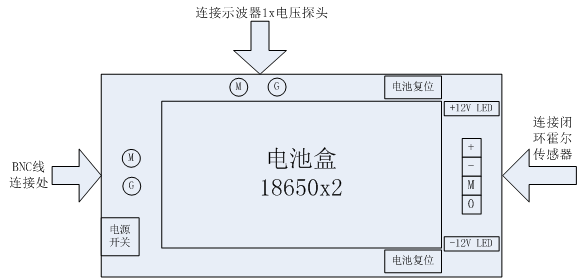 连接示波器1x电压探头
M
G
电池复位
+12V LED
连接闭
环霍尔
传感器
+
-
M
0
BNC线
连接处
M
G
电池盒
18650x2
电源
开关
-12V LED
电池复位